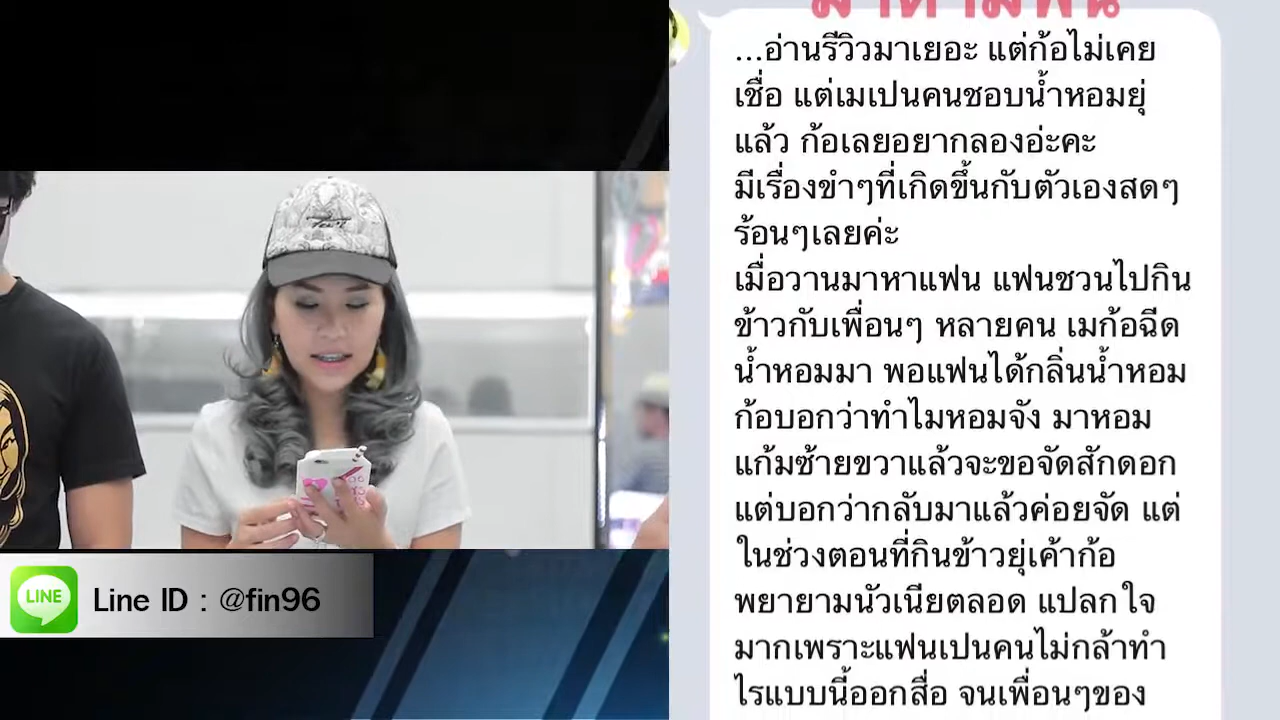 ...อ่านรีวิวมาเยอะ แต่ก้อไม่เคย
เชื่อ แต่เมเปนคนชอบน้ำหอมยุ่
แล้ว ก้อเลยอยากลองอ่ะคะ
มีเรื่องขำๆที่เกิดขึ้นกับตัวเองสดๆ
ร้อนๆเลยค่ะ
เมื่อวานมาหาแฟน แฟนชวนไปกิน
ข้าวกับเพื่อนๆ หลายคน เมก้อฉีด
น้ำหอมมา พอแฟนได้กลิ่นน้ำหอม
ก้อบอกว่าทำไมหอมจัง มาหอม
แก้มซ้ายขวาแล้วจะขอจัดสักดอก
แต่บอกว่ากลับมาแล้วค่อยจัด แต่
ในช่วงตอนที่กินข้าวยุ่เค้าก้อ
พยายามนัวเนียตลอด แปลกใจ
มากเพราะแฟนเปนคนไม่กล้าทำ
ไรแบบนี้ออกสื่อ จนเพื่อนๆของ
LINE
Line ID : @fin96